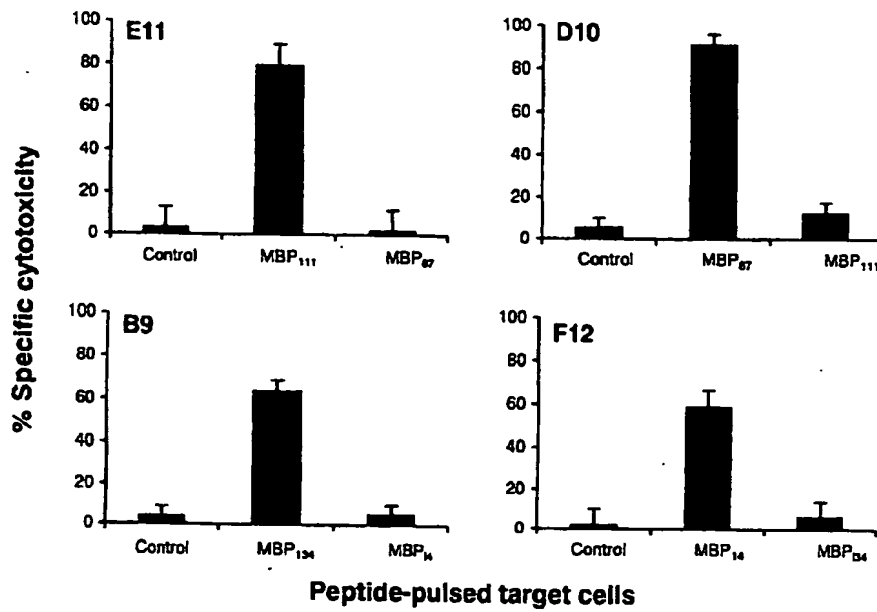 E11
100
80
60
40
20
0
Control MBP₁₁₁ MBP₈₇
D10
100
80
60
40
20
0
Control MBP₈₇ MBP₁₁₁
% Specific cytotoxicity
B9
100
80
60
40
20
0
Control MBP₁₃₄ MBP₁₄
F12
100
80
60
40
20
0
Control MBP₁₄ MBP₁₃₄
Peptide-pulsed target cells